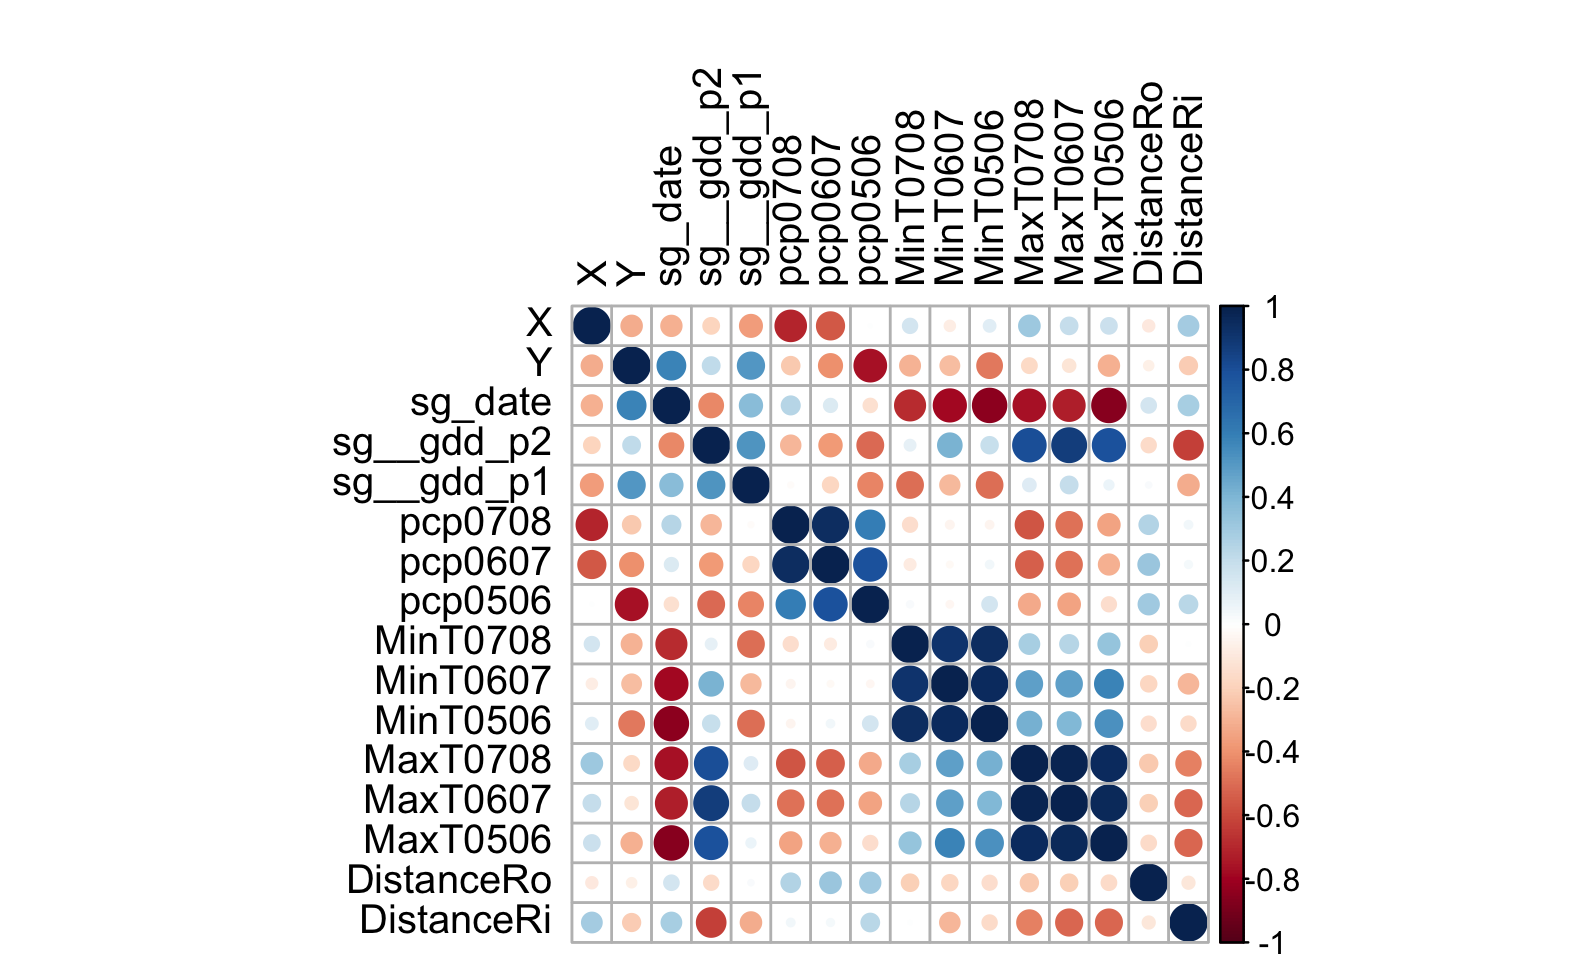 X
Y
sg_date
sg__gdd_p2
sg__gdd_p1
pcp0708
pcp0607
pcp0506
MinT0708
MinT0607
MinT0506
MaxT0708
MaxT0607
MaxT0506
DistanceRo
DistanceRi
X
Y
sg_date
sg__gdd_p2
sg__gdd_p1
pcp0708
pcp0607
pcp0506
MinT0708
MinT0607
MinT0506
MaxT0708
MaxT0607
MaxT0506
DistanceRo
DistanceRi
1
0.8
0.6
0.4
0.2
0
-0.2
-0.4
-0.6
-0.8
-1